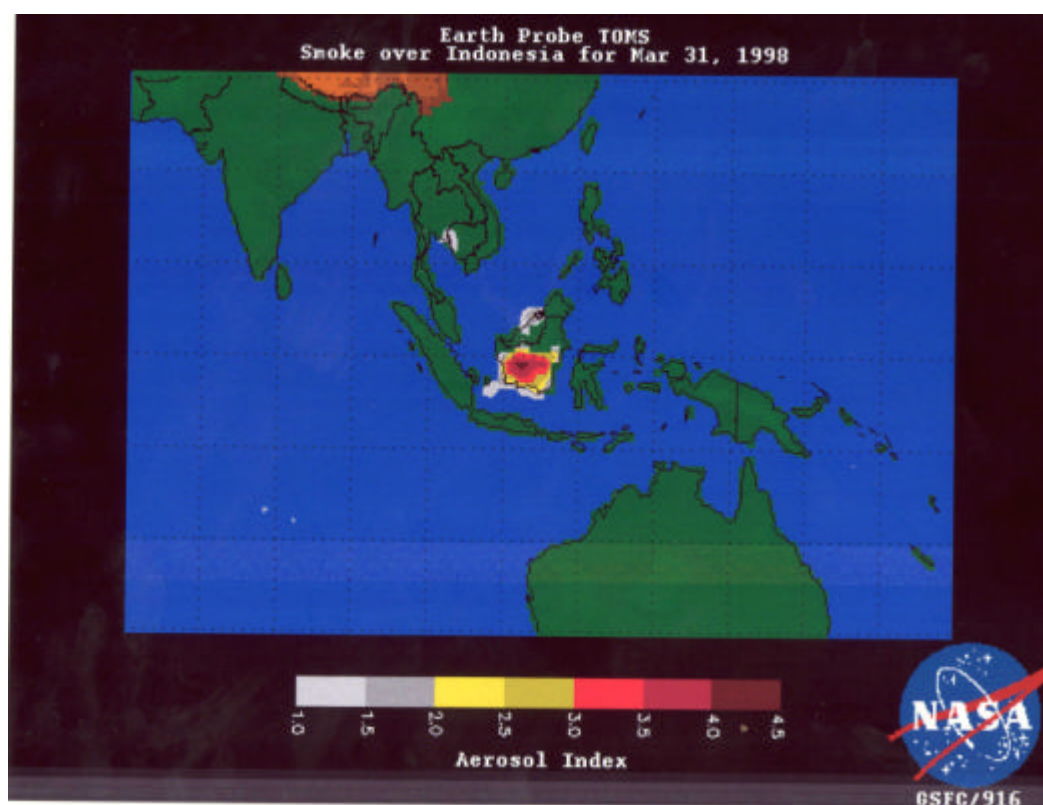 Earth Probe TOMS
Smoke over Indonesia for Mar 31, 1998
1.0 1.5 2.0 2.5 3.0 3.5 4.0 4.5
Aerosol Index
NASA
GSFC/916